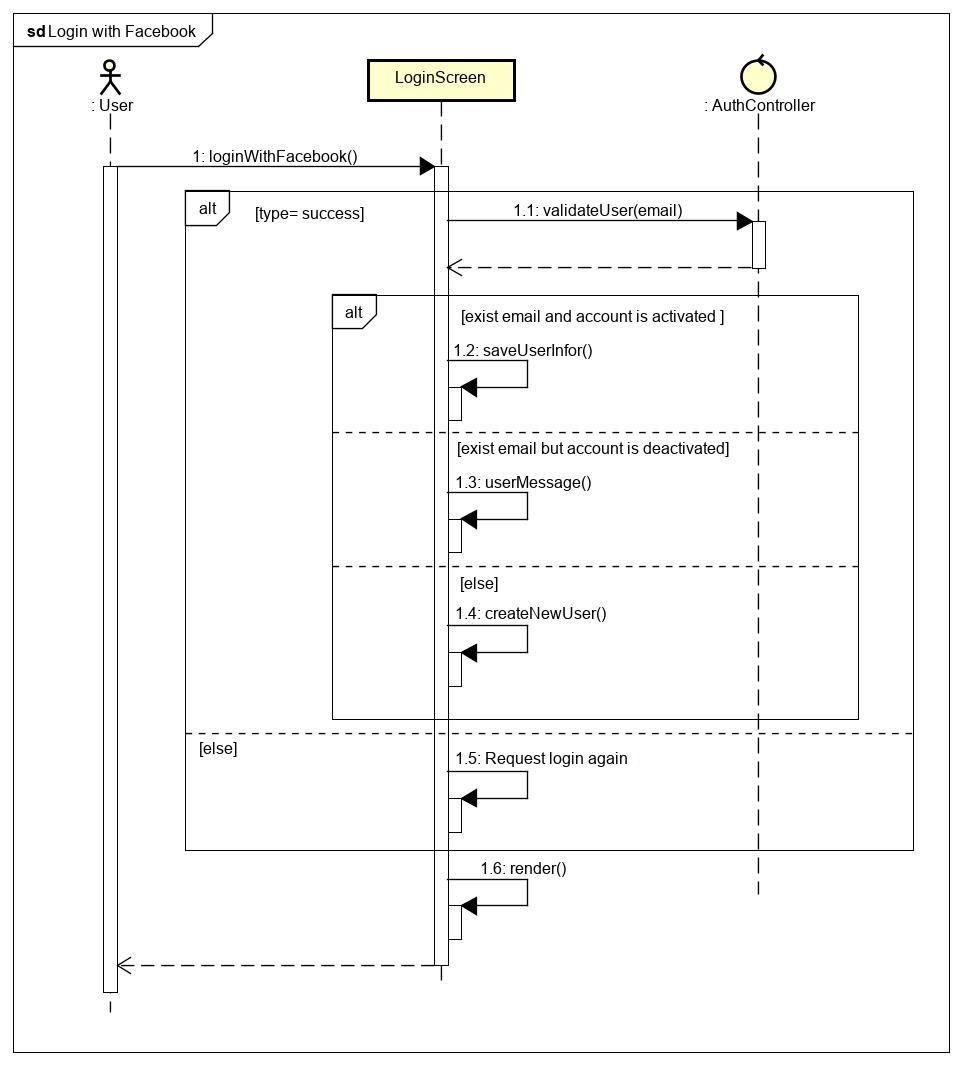 sd Login with Facebook
LoginScreen
: User
: AuthController
1: loginWithFacebook()
alt
[type= success]
1.1: validateUser(email)
alt
[exist email and account is activated ]
1.2: saveUserInfor()
[exist email but account is deactivated]
1.3: userMessage()
[else]
1.4: createNewUser()
[else]
1.5: Request login again
1.6: render()